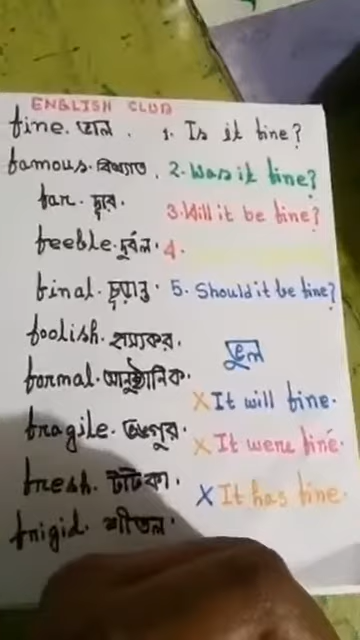 ENGLISH CLUB
fine. ভাল.
1. Is it fine?
famous. বিখ্যাত.
2. Was it fine?
far. দূরে.
3. Will it be fine?
feeble. দুর্বল.
4.
final. চূড়ান্ত.
5. Should it be fine?
foolish. হাস্যকর.
ভুল
formal. আনুষ্ঠানিক.
X It will fine.
fragile. ভঙ্গুর.
X It were fine.
fresh. টাটকা.
X It has fine.
frigid. শীতল.